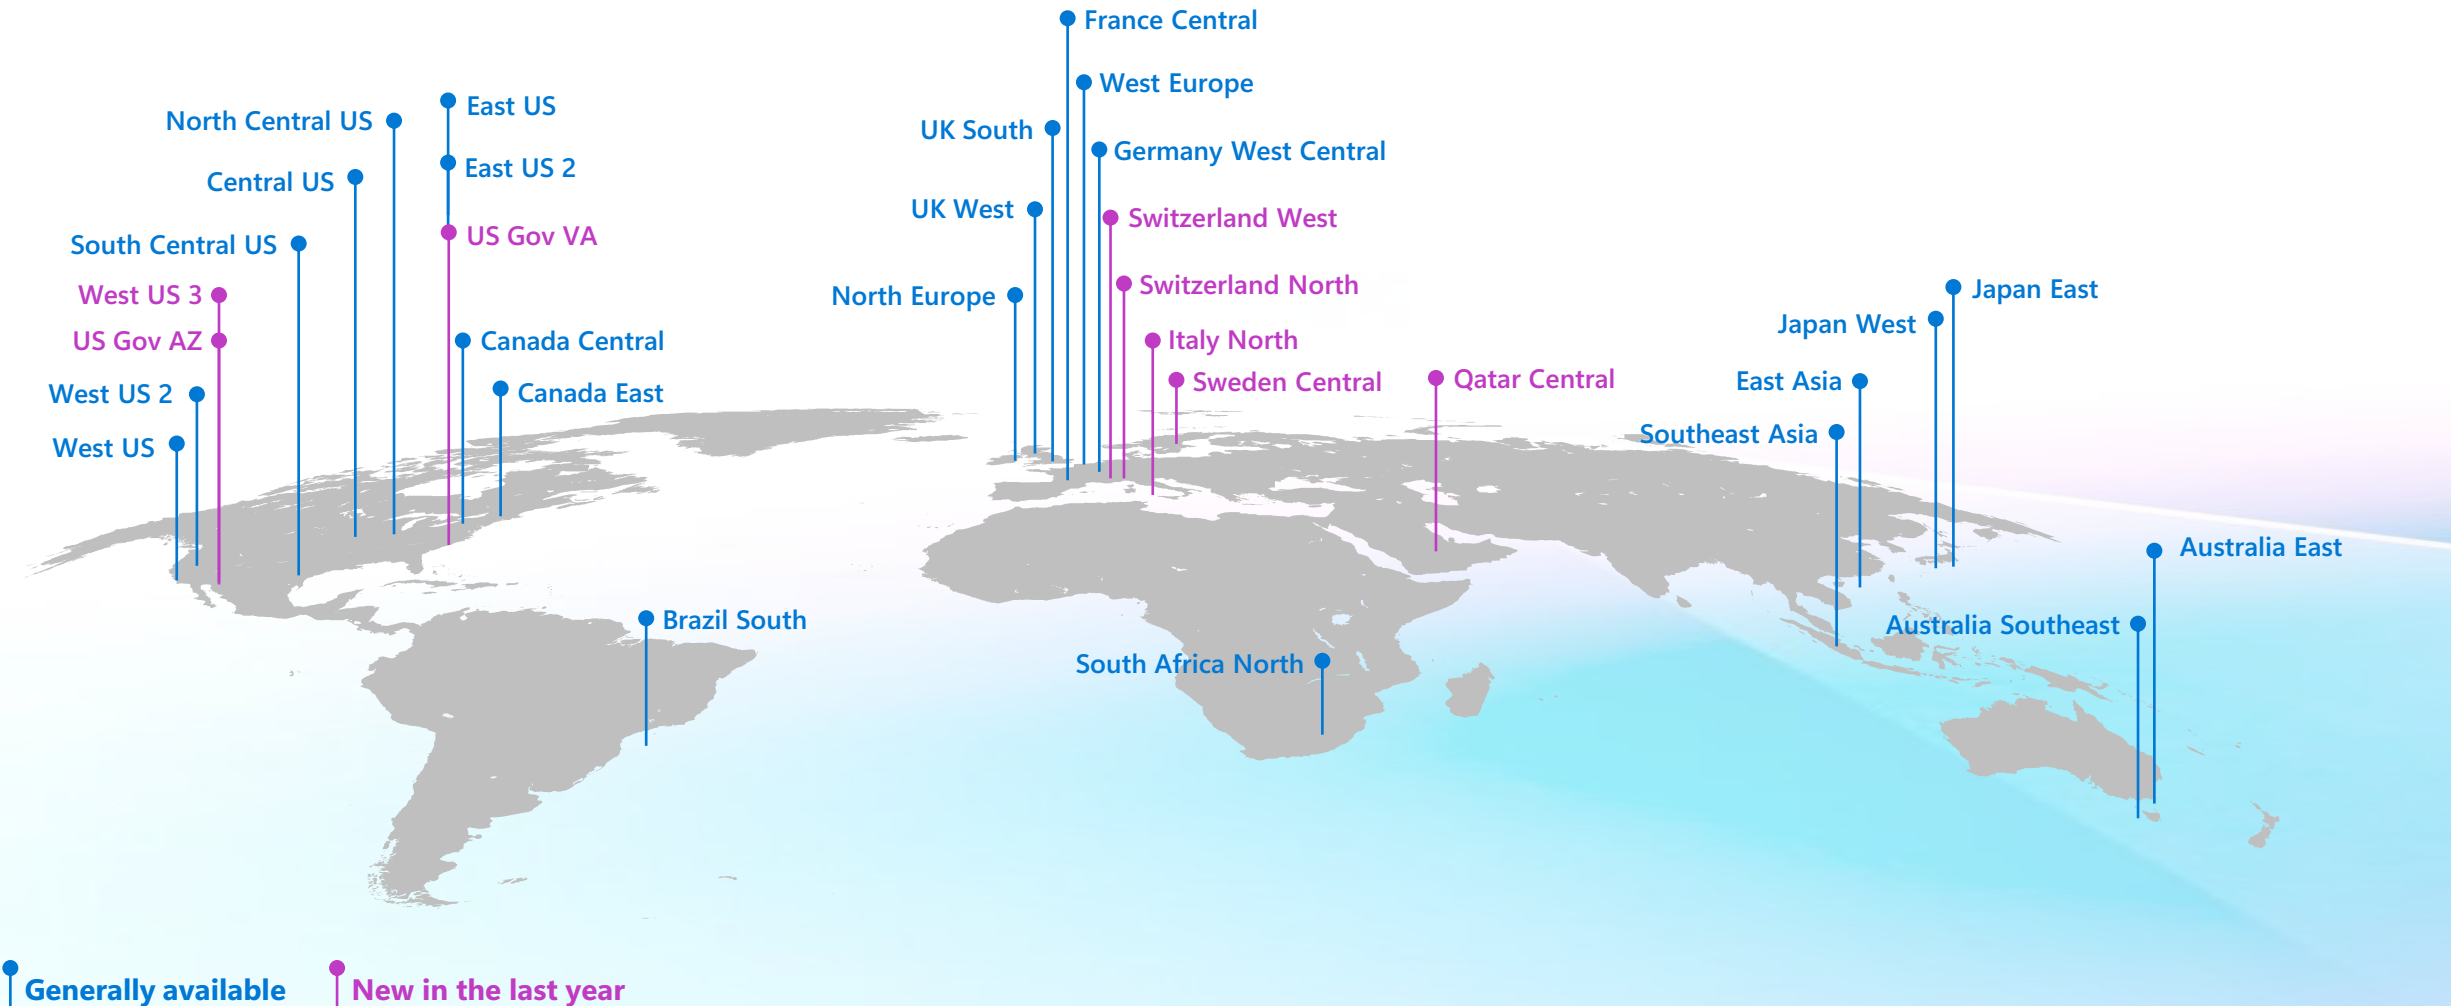 France Central
West Europe
East US
North Central US
UK South
Germany West Central
East US 2
Central US
UK West
Switzerland West
US Gov VA
South Central US
Switzerland North
Japan East
West US 3
North Europe
Japan West
US Gov AZ
Canada Central
Italy North
Qatar Central
East Asia
Sweden Central
West US 2
Canada East
Southeast Asia
West US
Australia East
Brazil South
Australia Southeast
South Africa North
Generally available
New in the last year